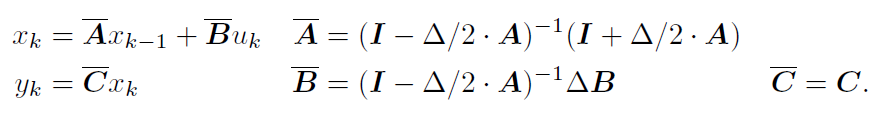 x_k = \overline{A}x_{k-1} + \overline{B}u_k   \overline{A} = (I − Δ/2 · A)^{−1}(I + Δ/2 · A)
y_k = \overline{C}x_k   \overline{B} = (I − Δ/2 · A)^{−1}ΔB   \overline{C} = C.